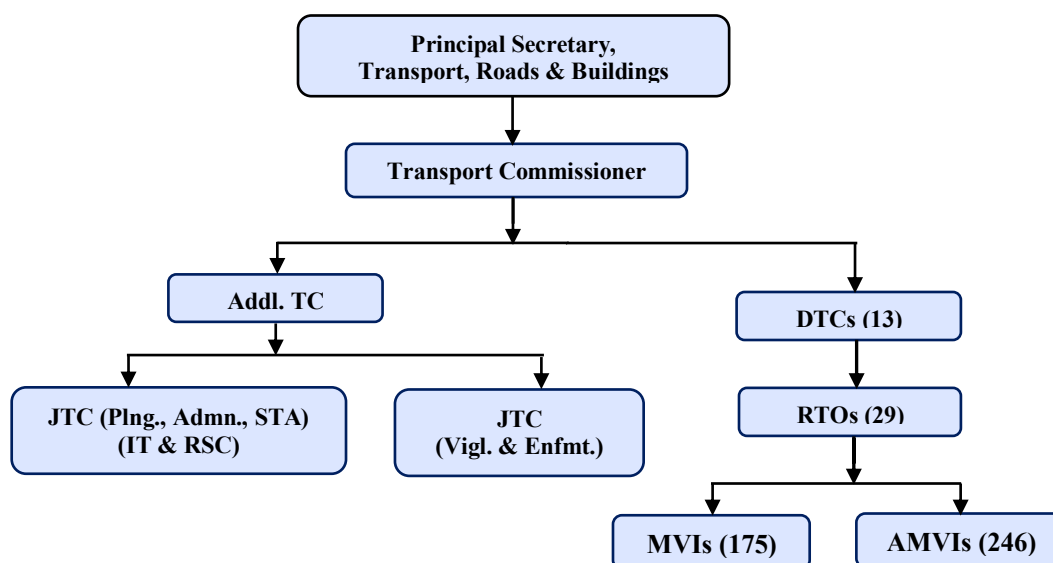 Principal Secretary,
Transport, Roads & Buildings
Transport Commissioner
Addl. TC
DTCs (13)
JTC (Plng., Admn., STA)
(IT & RSC)
JTC
(Vigl. & Enfmt.)
RTOs (29)
MVIs (175)
AMVIs (246)